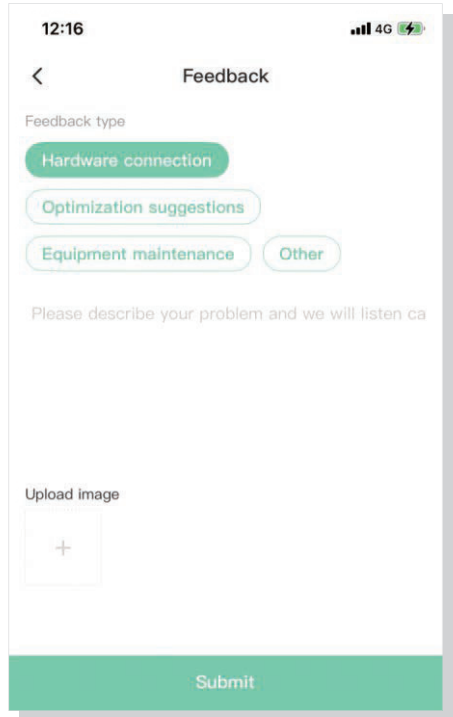 12:16
4G
Feedback
Feedback type
Hardware connection
Optimization suggestions
Equipment maintenance
Other
Please describe your problem and we will listen ca
Upload image
Submit